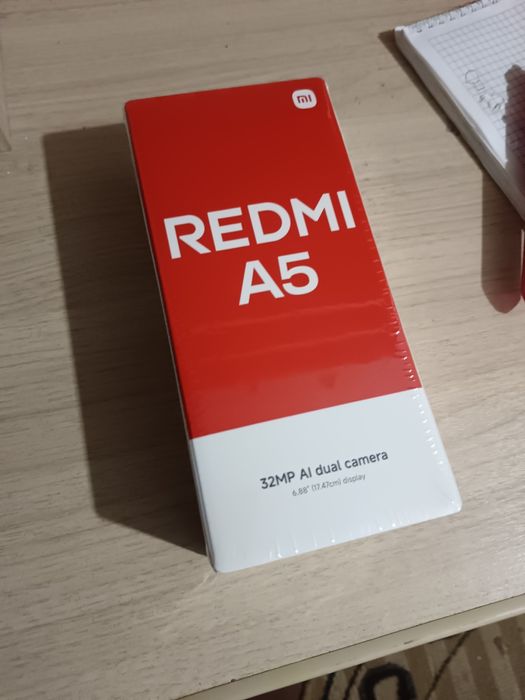 mi
REDMI
A5
32MP AI dual camera
6.88" (17.47cm) display